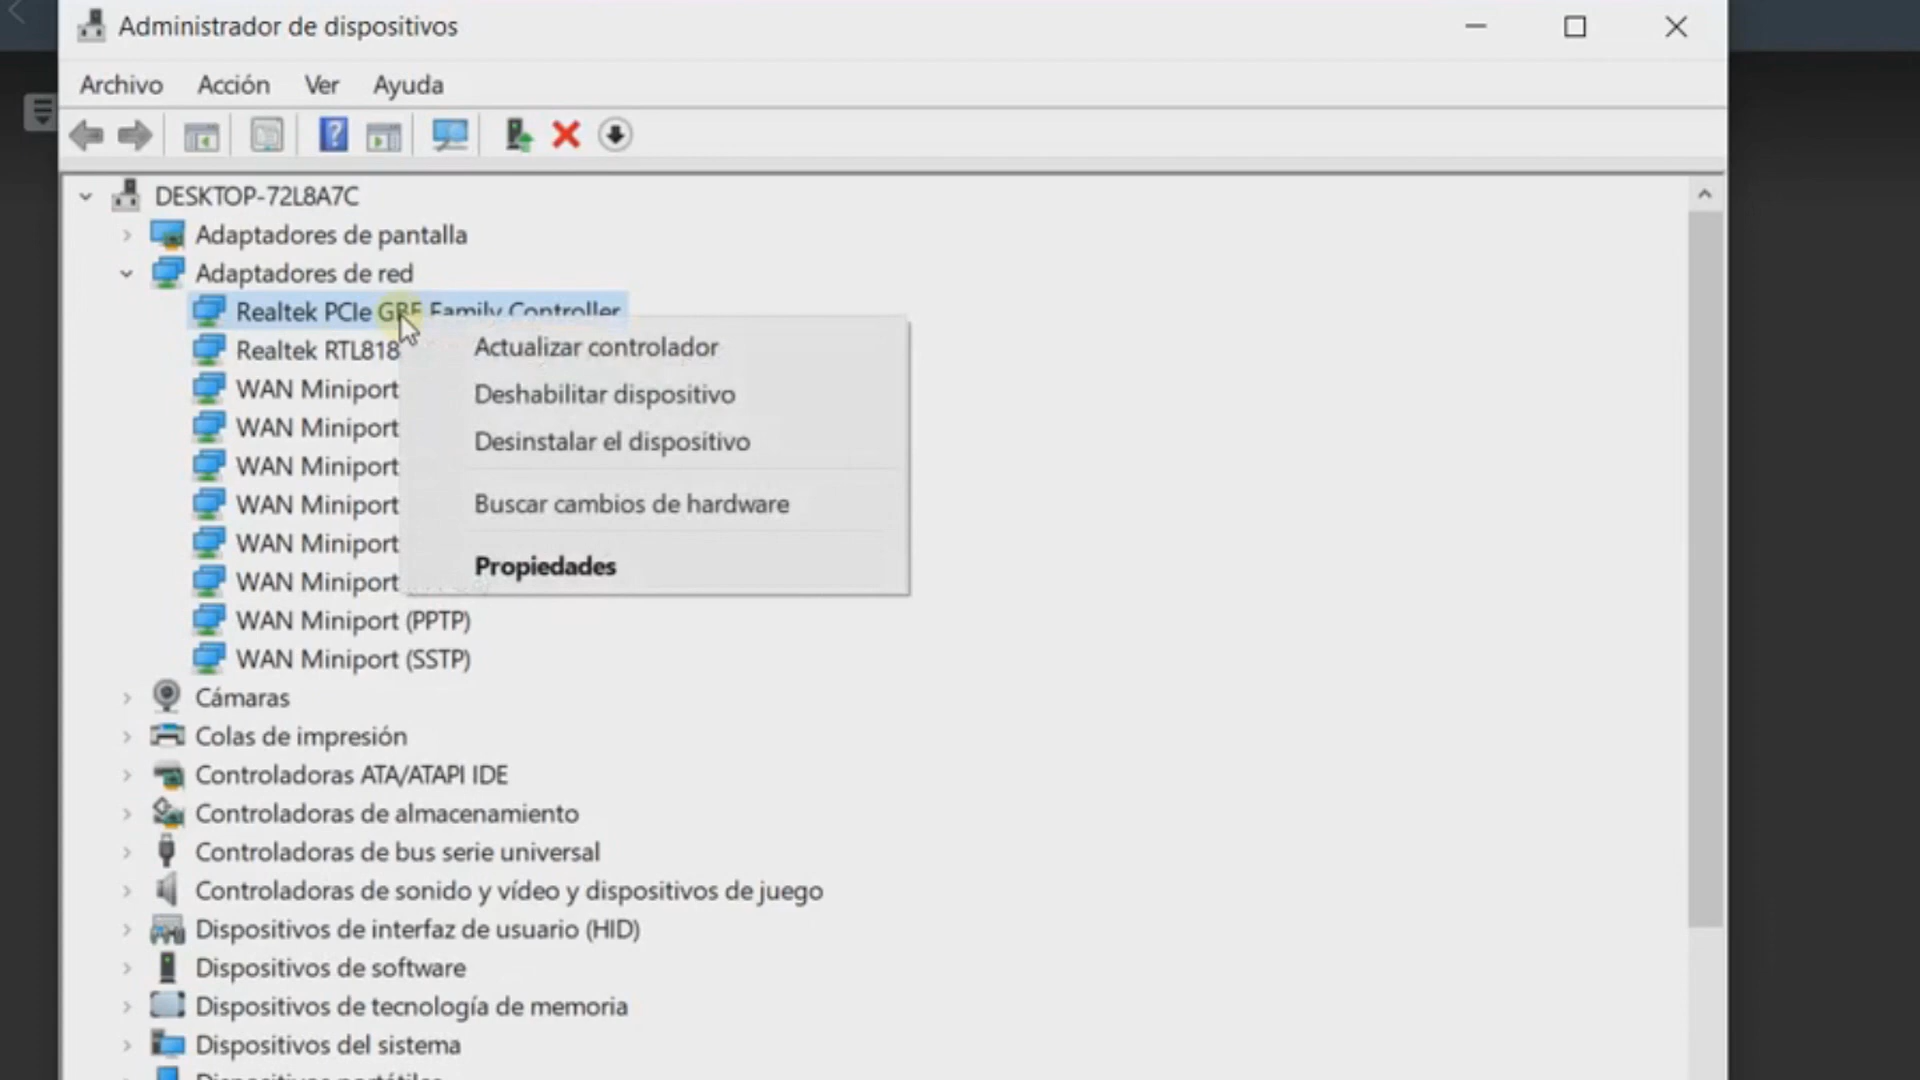 Administrador de dispositivos
Archivo Acción Ver Ayuda
DESKTOP-72L8A7C
Adaptadores de pantalla
Adaptadores de red
Realtek PCIe GBE Family Controller
Realtek RTL818
WAN Miniport
WAN Miniport
WAN Miniport
WAN Miniport
WAN Miniport
WAN Miniport
WAN Miniport (PPTP)
WAN Miniport (SSTP)
Actualizar controlador
Deshabilitar dispositivo
Desinstalar el dispositivo
Buscar cambios de hardware
Propiedades
Cámaras
Colas de impresión
Controladoras ATA/ATAPI IDE
Controladoras de almacenamiento
Controladoras de bus serie universal
Controladoras de sonido y vídeo y dispositivos de juego
Dispositivos de interfaz de usuario (HID)
Dispositivos de software
Dispositivos de tecnología de memoria
Dispositivos del sistema
Dispositivos portátiles